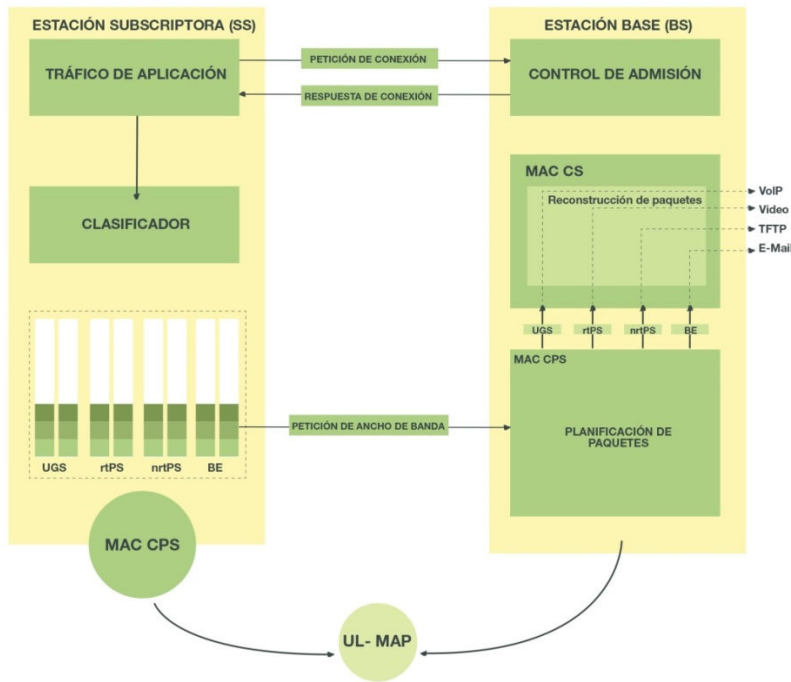 ESTACIÓN SUBSCRIPTORA (SS)
TRÁFICO DE APLICACIÓN
CLASIFICADOR
UGS
rtPS
nrtPS
BE
MAC CPS
PETICIÓN DE CONEXIÓN
RESPUESTA DE CONEXIÓN
PETICIÓN DE ANCHO DE BANDA
ESTACIÓN BASE (BS)
CONTROL DE ADMISIÓN
MAC CS
Reconstrucción de paquetes
VoIP
Video
TFTP
E-Mail
UGS
rtPS
nrtPS
BE
MAC CPS
PLANIFICACIÓN DE
PAQUETES
UL- MAP